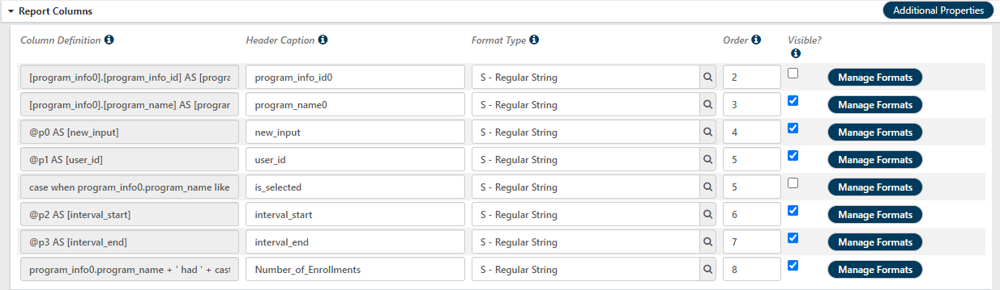 Report Columns Additional Properties
Column Definition Header Caption Format Type Order Visible?
[program_info0].[program_info_id] AS [progra program_info_id0 S - Regular String 2 Manage Formats
[program_info0].[program_name] AS [program program_name0 S - Regular String 3 Manage Formats
@p0 AS [new_input] new_input S - Regular String 4 Manage Formats
@p1 AS [user_id] user_id S - Regular String 5 Manage Formats
case when program_info0.program_name like is_selected S - Regular String 5 Manage Formats
@p2 AS [interval_start] interval_start S - Regular String 6 Manage Formats
@p3 AS [interval_end] interval_end S - Regular String 7 Manage Formats
program_info0.program_name + ' had ' + cast Number_of_Enrollments S - Regular String 8 Manage Formats